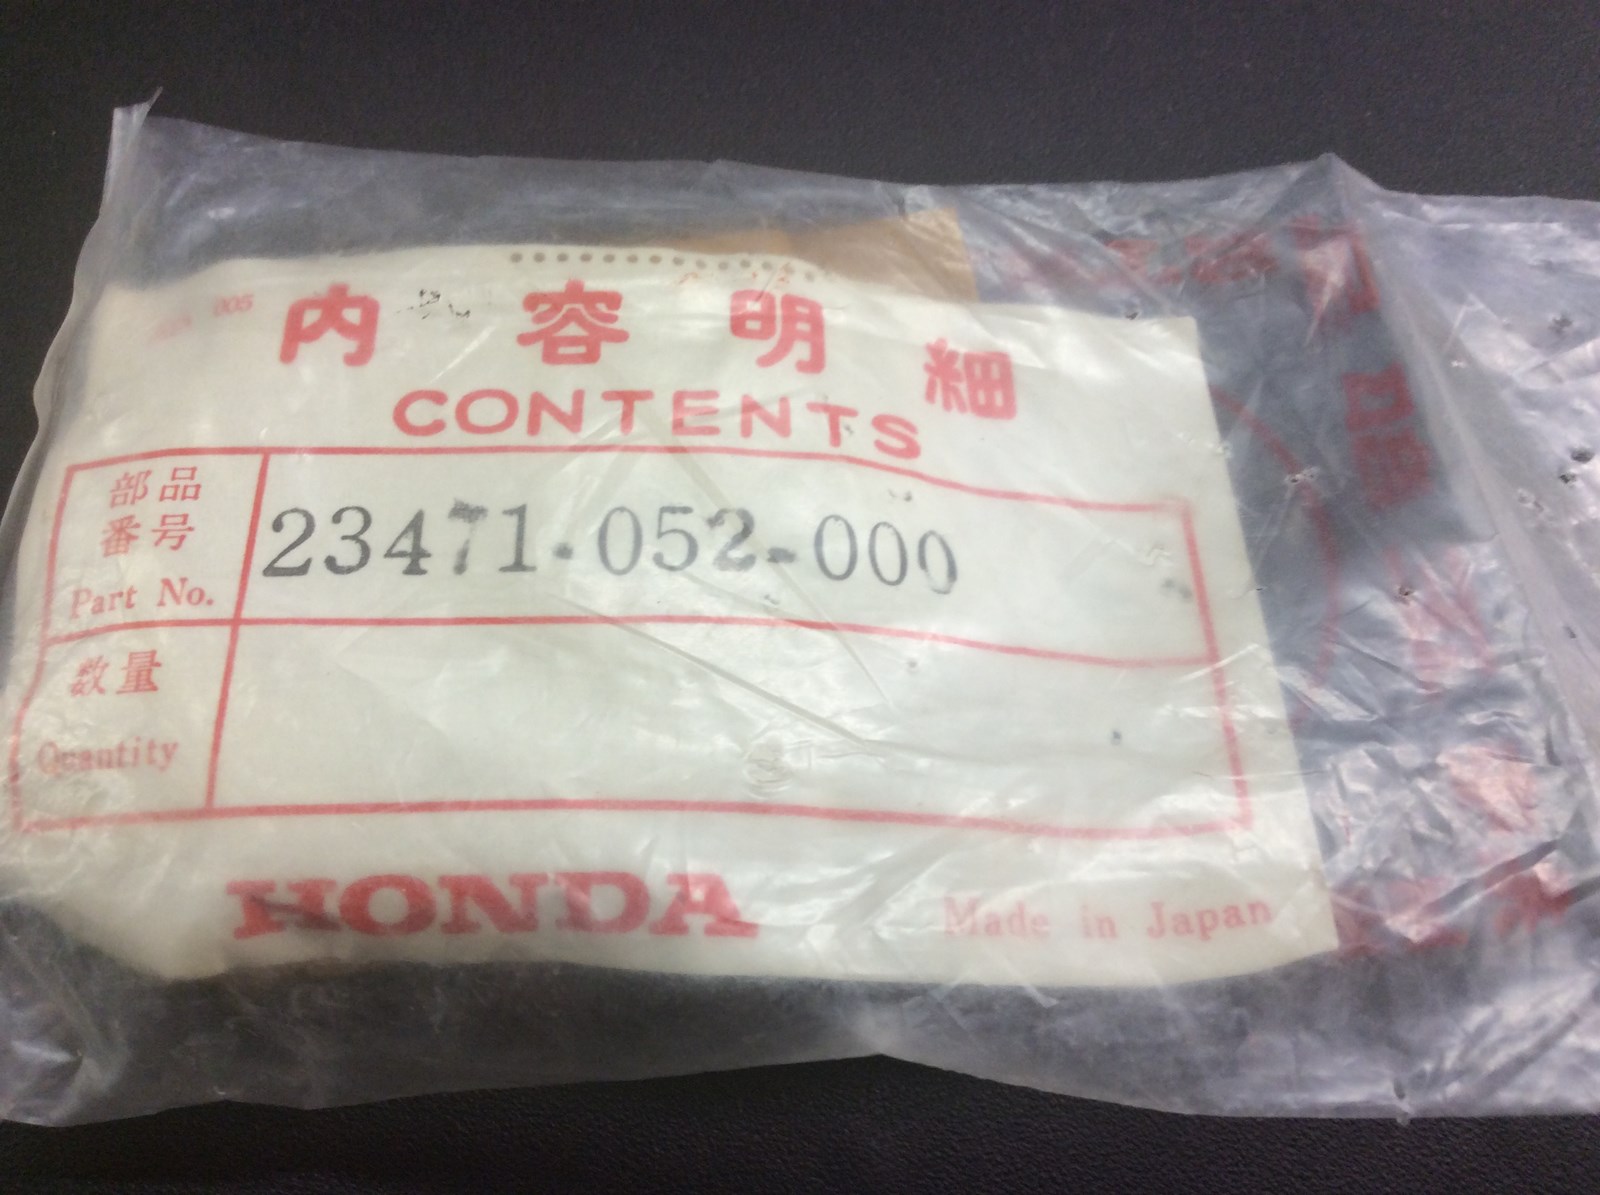 005
内容明細
CONTENTS
部品
番号
Part No.
23471-052-000
数量
Quantity
HONDA
Made in Japan